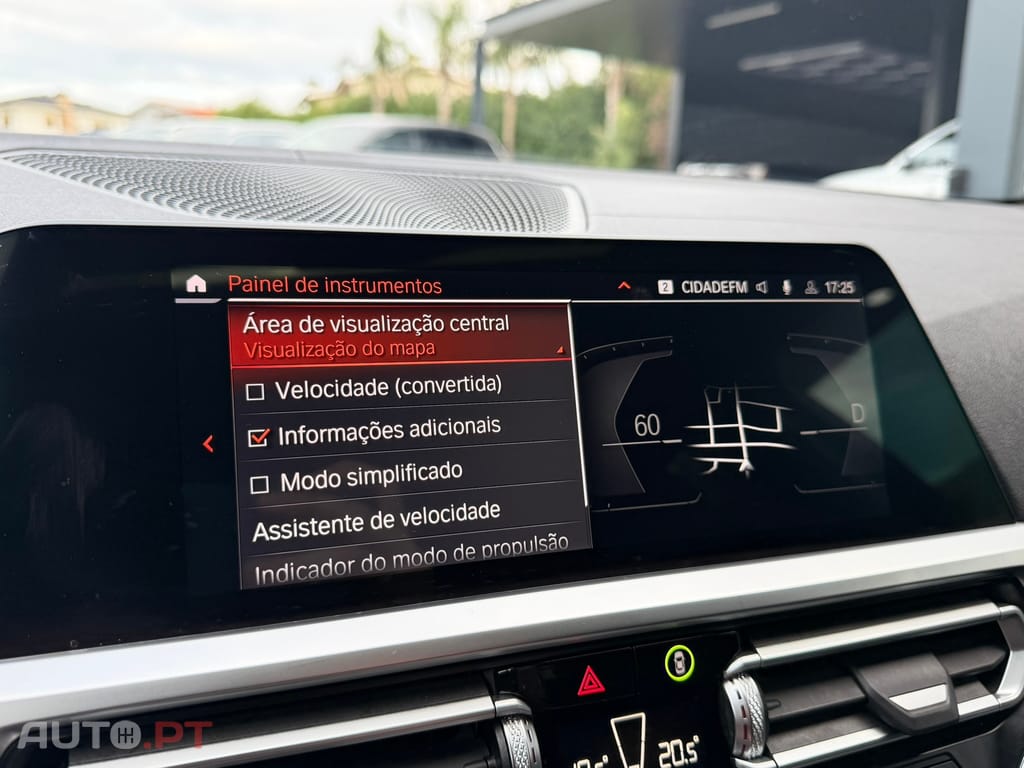 Painel de instrumentos
2 CIDADEFM 17:25
Área de visualização central
Visualização do mapa
Velocidade (convertida)
Informações adicionais
Modo simplificado
Assistente de velocidade
Indicador do modo de propulsão
60
D
20.5°
AUTO.PT